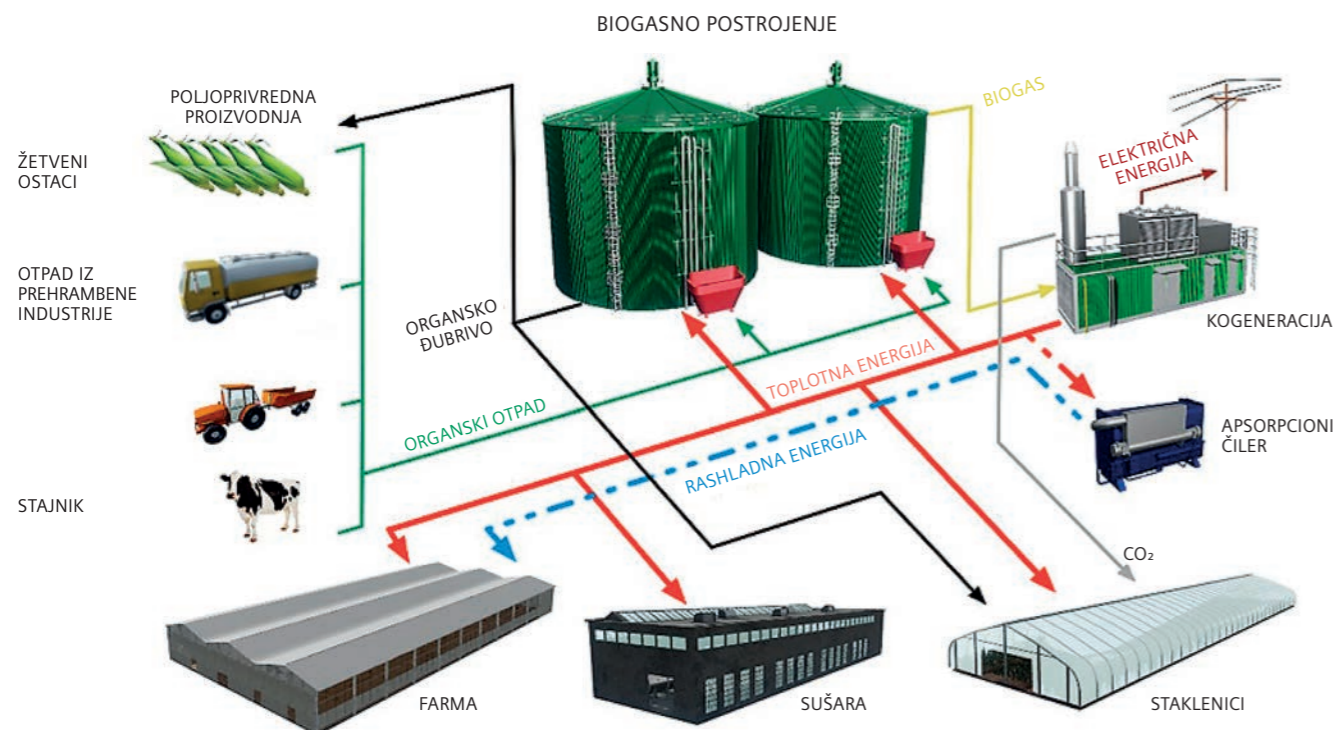 BIOGASNO POSTROJENJE
POLJOPRIVREDNA
PROIZVODNJA
BIOGAS
ŽETVENI
OSTACI
ELEKTRIČNA
ENERGIJA
OTPAD IZ
PREHRAMBENE
INDUSTRIJE
ORGANSKO
ĐUBRIVO
KOGENERACIJA
TOPLOTNA ENERGIJA
ORGANSKI OTPAD
RASHLADNA ENERGIJA
APSORPCIONI
ČILER
STAJNIK
CO₂
FARMA
SUŠARA
STAKLENICI